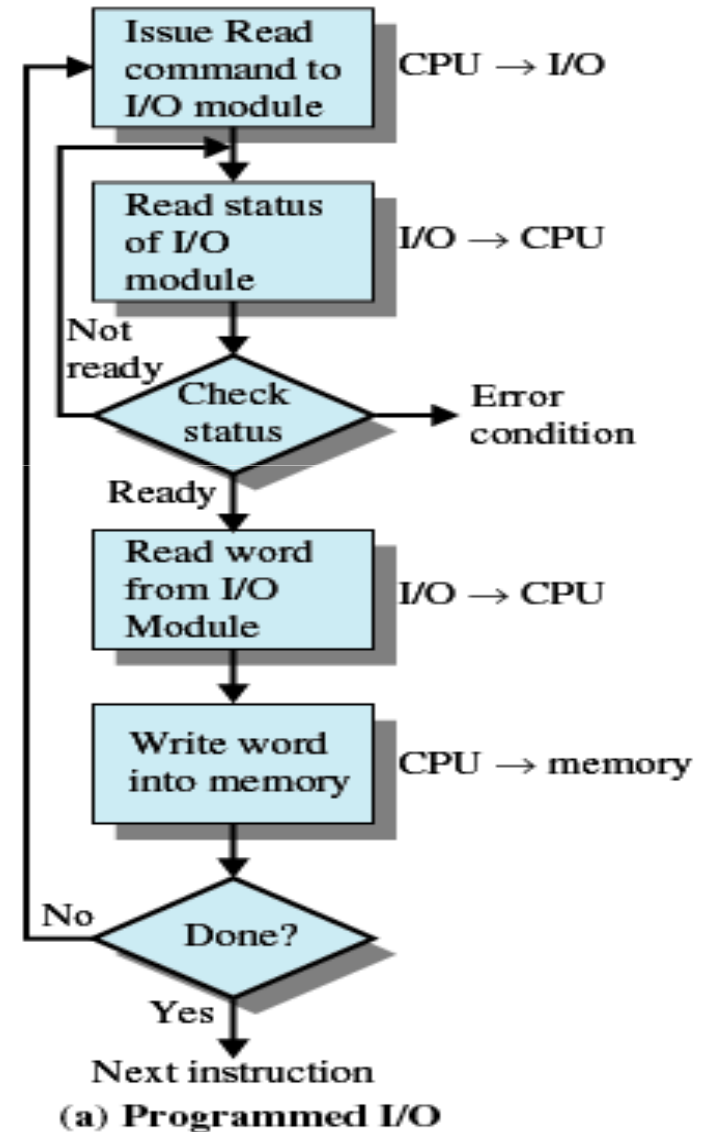 Issue Read
command to
I/O module
CPU → I/O
Read status
of I/O
module
I/O → CPU
Not
ready
Check
status
Error
condition
Ready
Read word
from I/O
Module
I/O → CPU
Write word
into memory
CPU → memory
No
Done?
Yes
Next instruction
(a) Programmed I/O